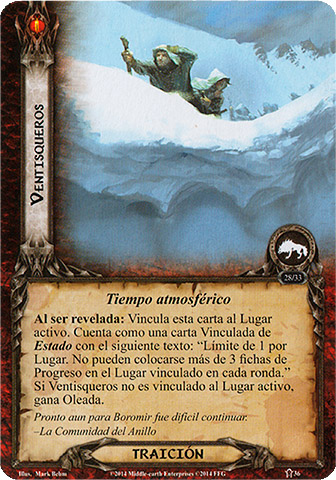 VENTISQUEROS
28/33
Tiempo atmosférico
Al ser revelada: Vincula esta carta al Lugar
activo. Cuenta como una carta Vinculada de
Estado con el siguiente texto: “Límite de 1 por
Lugar. No pueden colocarse más de 3 fichas de
Progreso en el Lugar vinculado en cada ronda.”
Si Ventisqueros no es vinculado al Lugar activo,
gana Oleada.
Pronto aun para Boromir fue difícil continuar.
–La Comunidad del Anillo
TRAICIÓN
Illus. Mark Behm
©2014 Middle-earth Enterprises ©2014 FFG
36